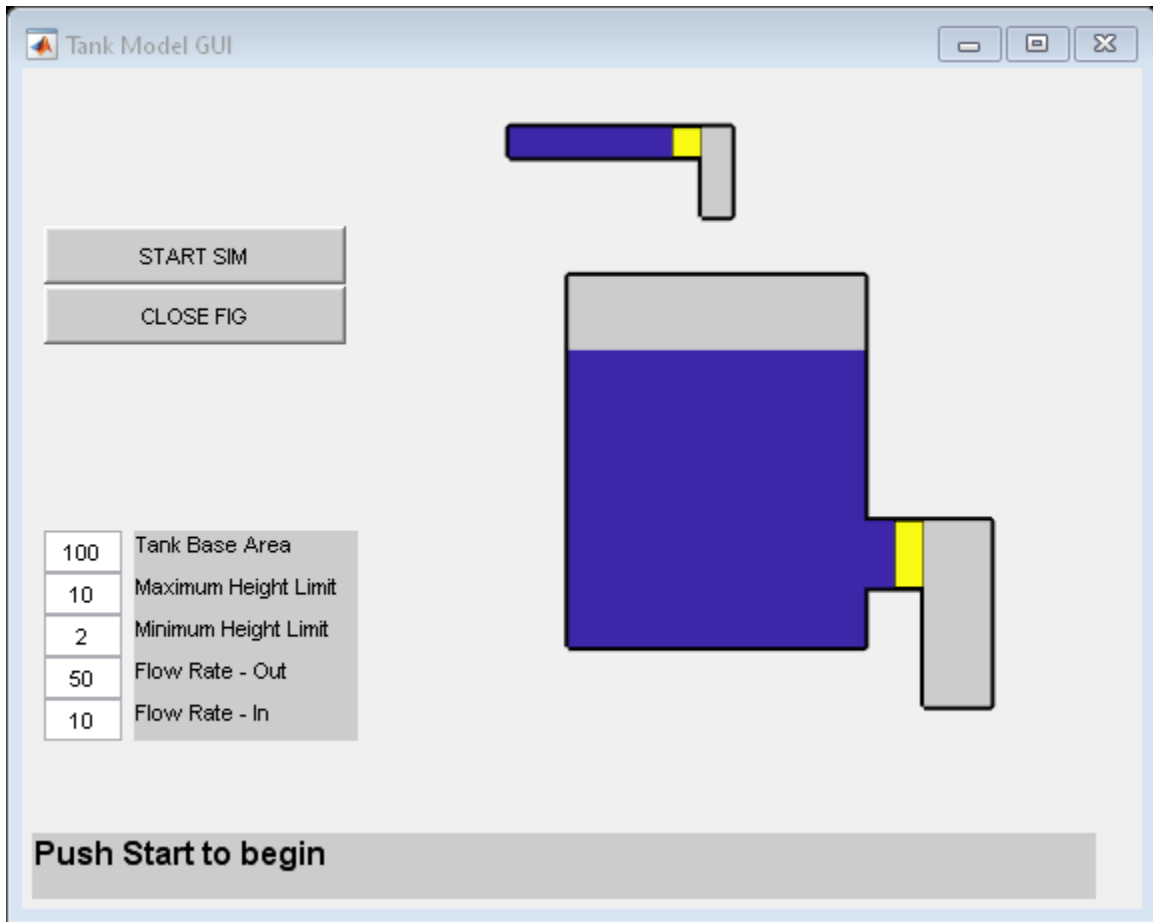 Tank Model GUI
START SIM
CLOSE FIG
100 Tank Base Area
10 Maximum Height Limit
2 Minimum Height Limit
50 Flow Rate - Out
10 Flow Rate - In
Push Start to begin